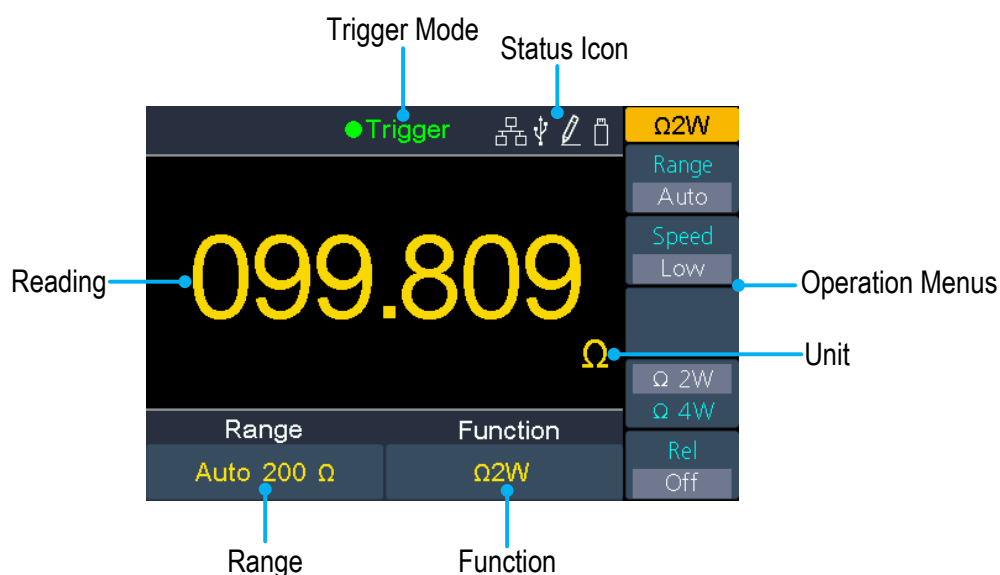 Trigger Mode
Status Icon
Trigger
Ω2W
Range
Auto
Speed
Low
099.809
Reading
Operation Menus
Ω
Unit
Ω 2W
Ω 4W
Range
Function
Rel
Auto 200 Ω
Ω2W
Off
Range
Function